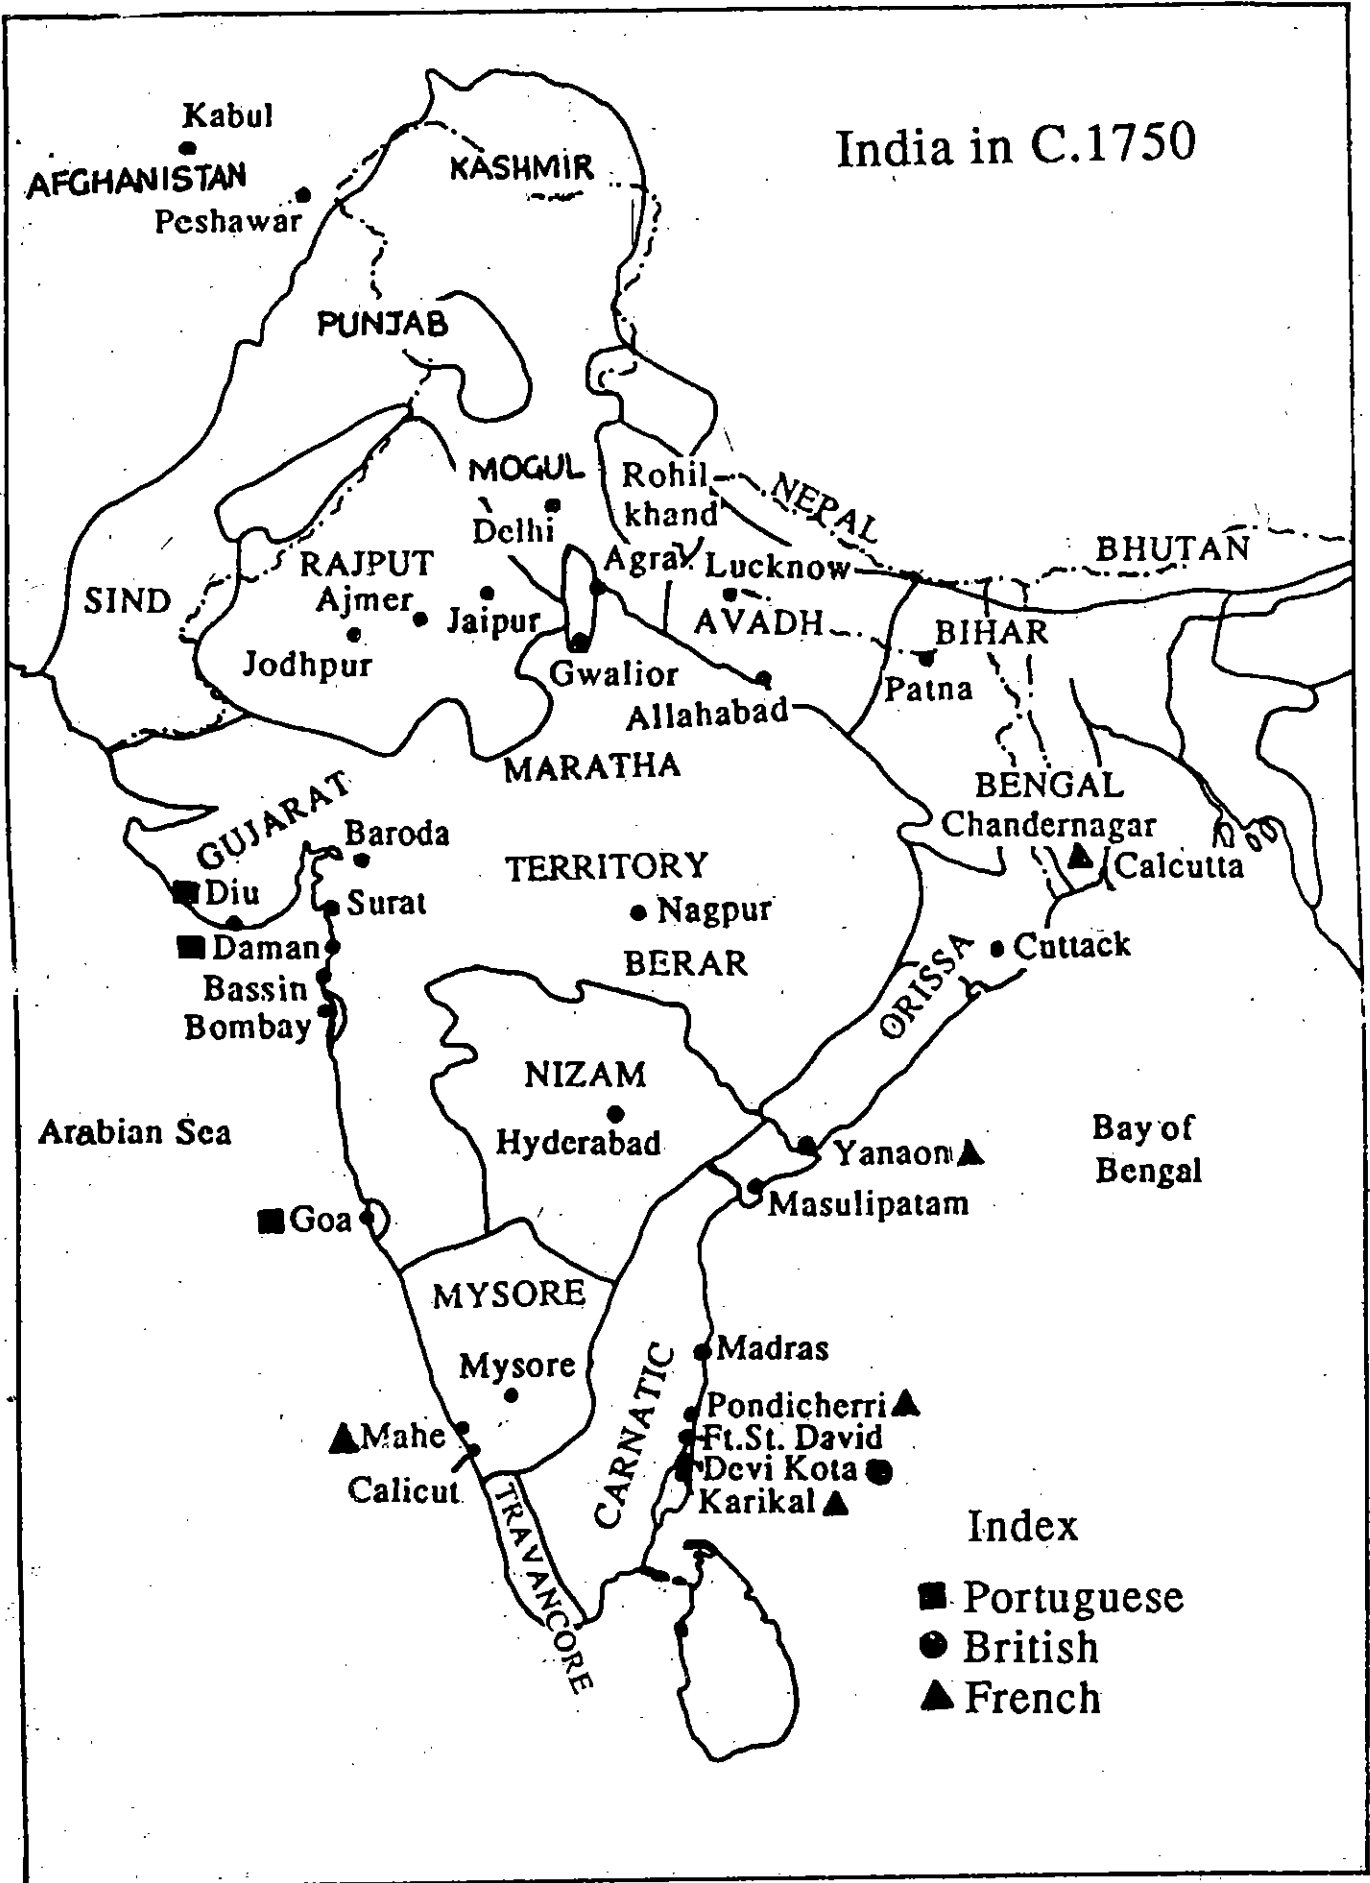 India in C.1750
Kabul
AFGHANISTAN
Peshawar
KASHMIR
PUNJAB
MOGUL
Delhi
Rohil
khand
NEPAL
BHUTAN
SIND
RAJPUT
Ajmer
Jaipur
Jodhpur
Agra
Lucknow
AVADH
BIHAR
Patna
Gwalior
Allahabad
MARATHA
TERRITORY
GUJARAT
Baroda
BENGAL
Chandernagar
Calcutta
Diu
Surat
Nagpur
Daman
BERAR
Cuttack
ORISSA
Bassin
Bombay
NIZAM
Hyderabad
Arabian Sea
Bay of
Bengal
Yanaon
Masulipatam
Goa
MYSORE
Mysore
Madras
CARNATIC
Pondicherri
Ft.St. David
Devi Kota
Karikal
Mahe
Calicut
TRAVANCORE
Index
Portuguese
British
French